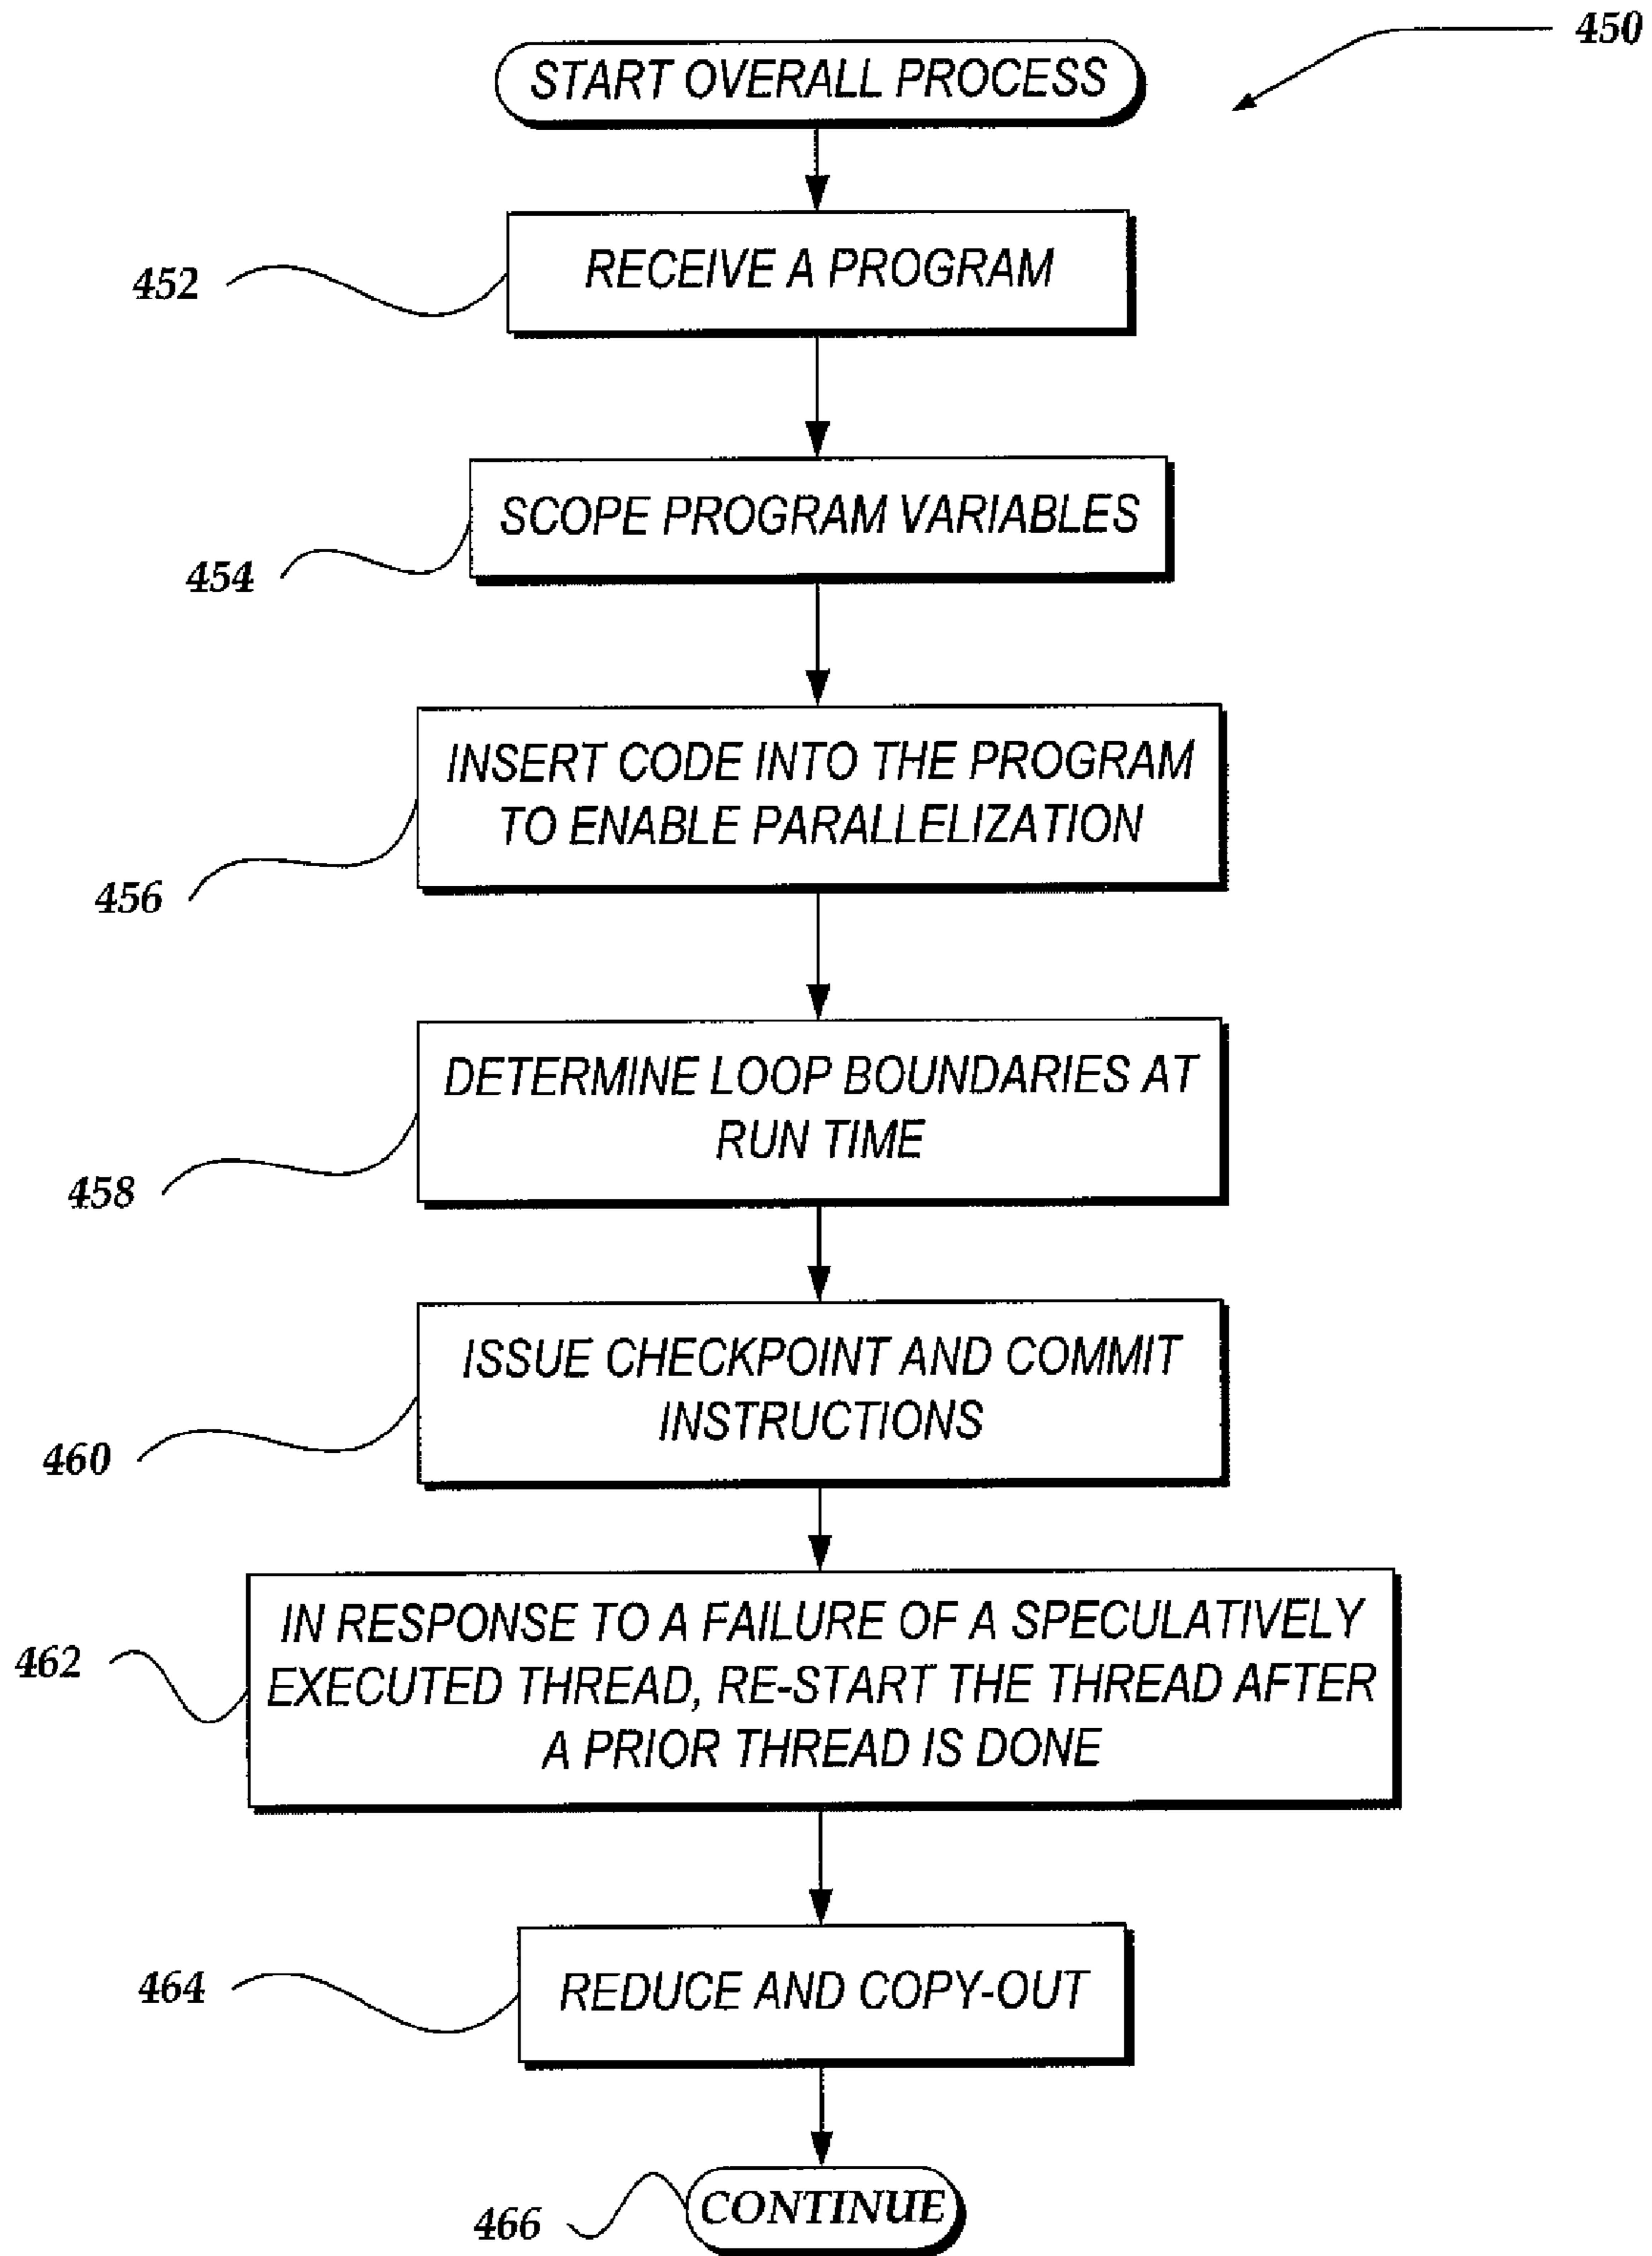 450
START OVERALL PROCESS
RECEIVE A PROGRAM
452
SCOPE PROGRAM VARIABLES
454
INSERT CODE INTO THE PROGRAM
TO ENABLE PARALLELIZATION
456
DETERMINE LOOP BOUNDARIES AT
RUN TIME
458
ISSUE CHECKPOINT AND COMMIT
INSTRUCTIONS
460
IN RESPONSE TO A FAILURE OF A SPECULATIVELY
EXECUTED THREAD, RE-START THE THREAD AFTER
A PRIOR THREAD IS DONE
462
REDUCE AND COPY-OUT
464
CONTINUE
466